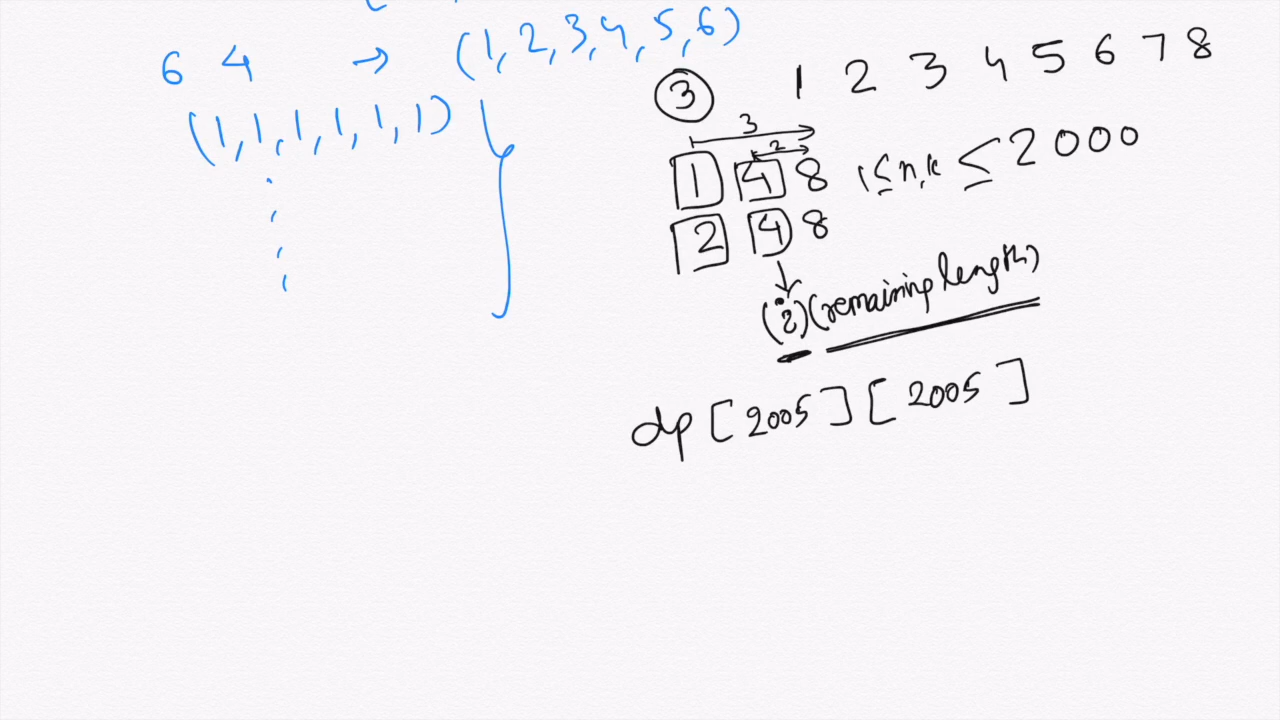 6 4 → (1,2,3,4,5,6)
(1,1,1,1,1,1)
3 1 2 3 4 5 6 7 8
3
2
1 4 8 1≤n,k ≤2000
2 4 8
(2)(remaining length)
dp[2005][2005]